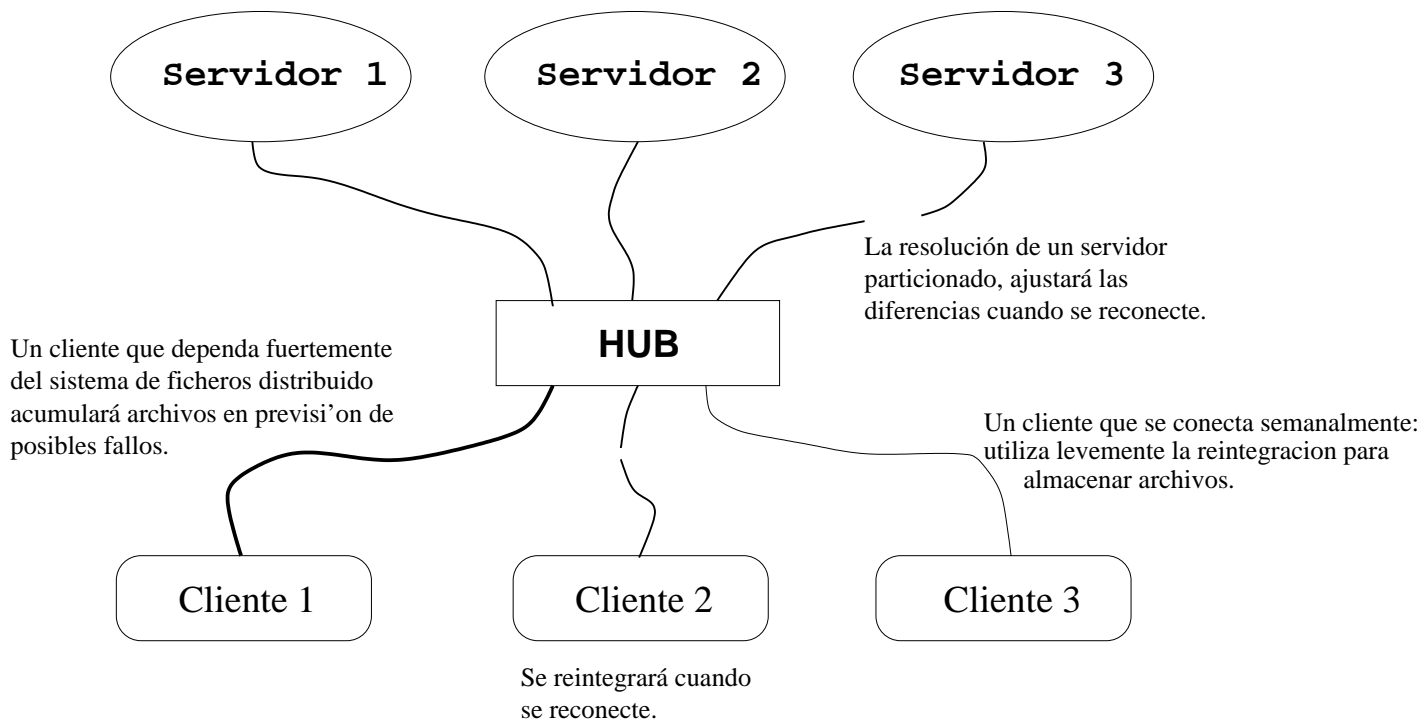 Servidor 1
Servidor 2
Servidor 3
La resolución de un servidor
particionado, ajustará las
diferencias cuando se reconecte.
HUB
Un cliente que dependa fuertemente
del sistema de ficheros distribuido
acumulará archivos en previsi’on de
posibles fallos.
Un cliente que se conecta semanalmente:
utiliza levemente la reintegracion para
almacenar archivos.
Cliente 1
Cliente 2
Cliente 3
Se reintegrará cuando
se reconecte.